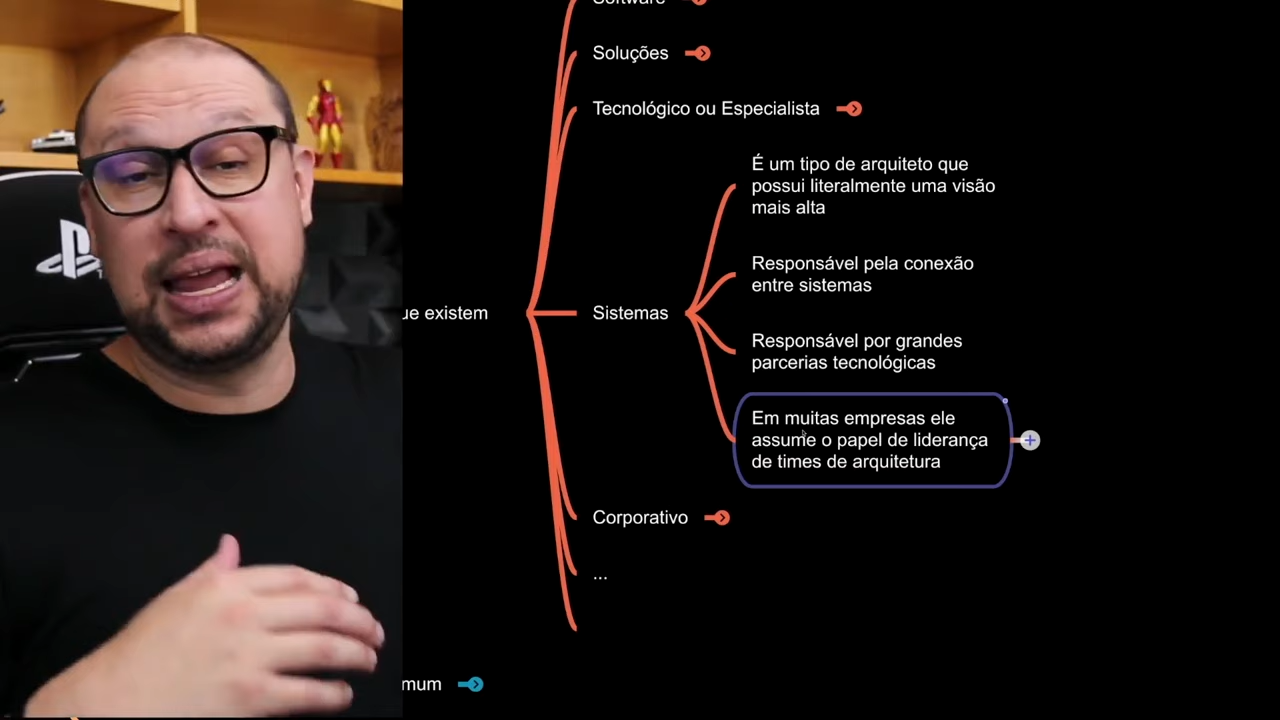 Software
Soluções
Tecnológico ou Especialista
É um tipo de arquiteto que
possui literalmente uma visão
mais alta
Responsável pela conexão
entre sistemas
existem
Sistemas
Responsável por grandes
parcerias tecnológicas
Em muitas empresas ele
assume o papel de liderança
de times de arquitetura
Corporativo
...